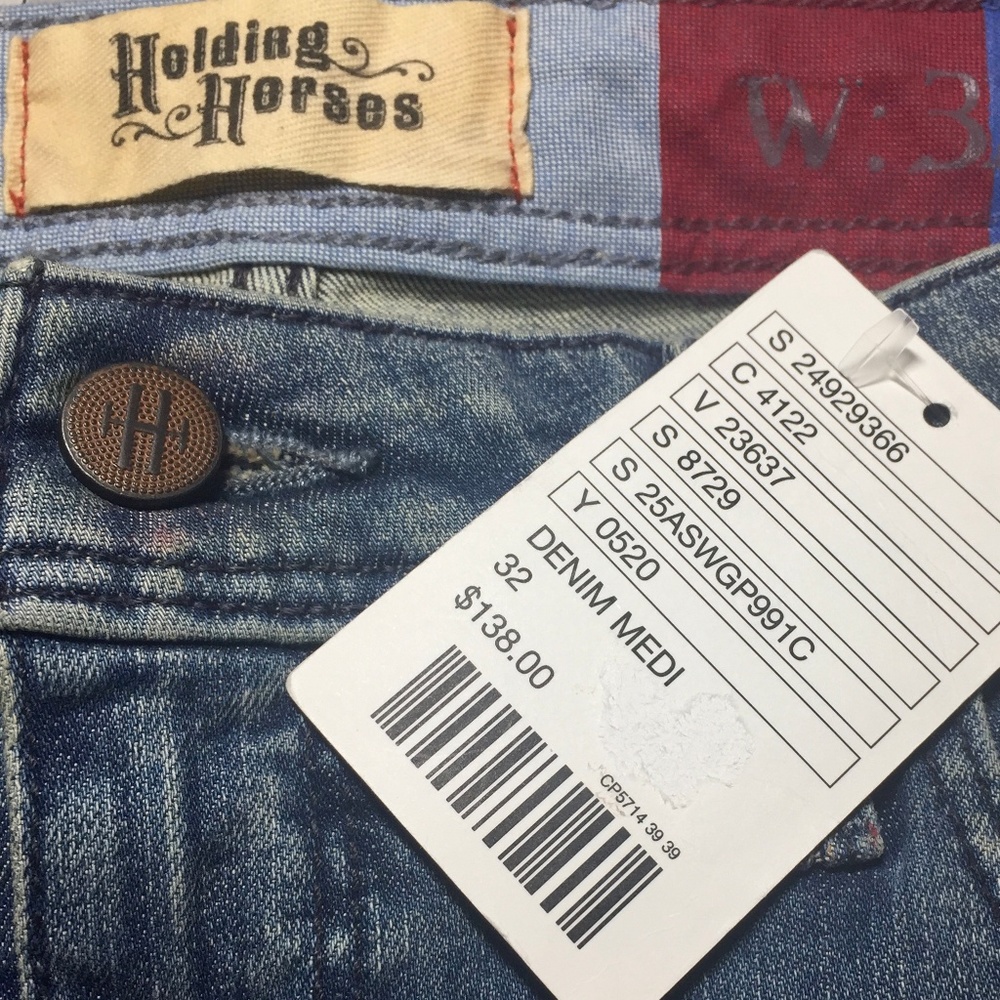 Holding
Horses
W:3
H
S 24929366
C 4122
V 23637
S 8729
S 25ASWGP991C
Y 0520
DENIM MEDI
32
$138.00
CP5714 39 39